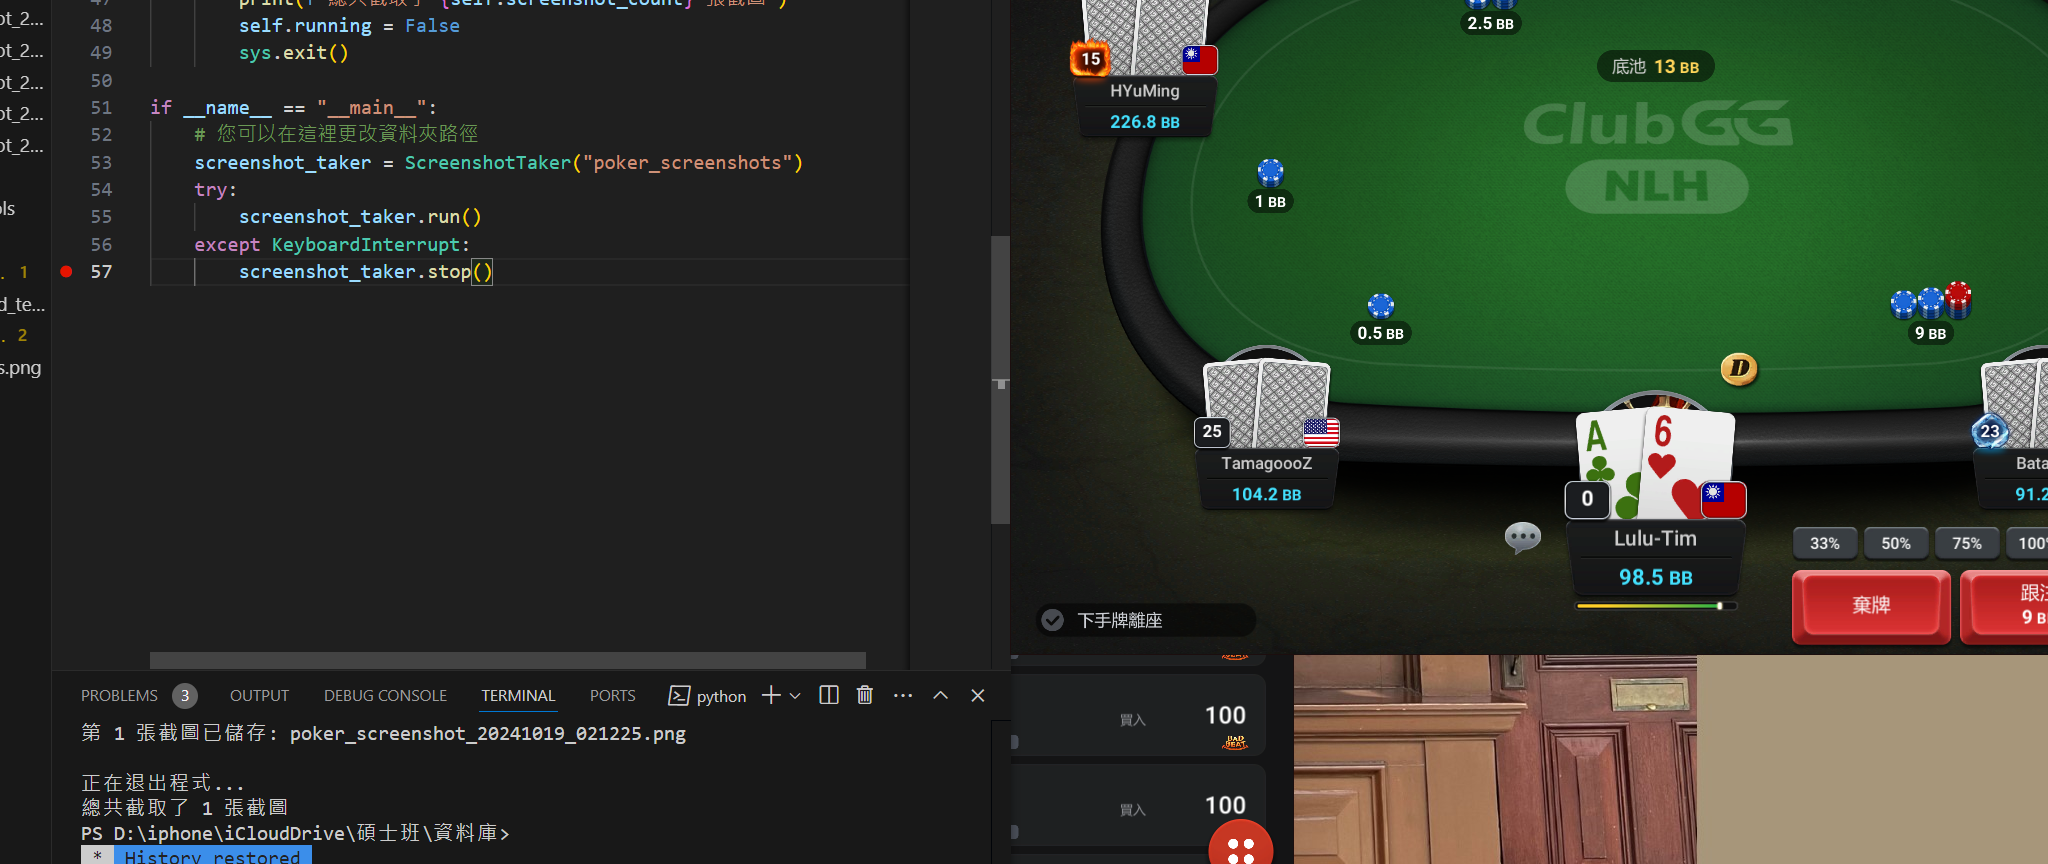 pt_2...
pt_2...
pt_2...
pt_2...
pt_2...
ols
. 1
d_te...
. 2
s.png
47 print(f"總共截取了 {self.screenshot_count} 張截圖")
48 self.running = False
49 sys.exit()
50
51 if __name__ == "__main__":
52 # 您可以在這裡更改資料夾路徑
53 screenshot_taker = ScreenshotTaker("poker_screenshots")
54 try:
55 screenshot_taker.run()
56 except KeyboardInterrupt:
57 screenshot_taker.stop()
PROBLEMS 3 OUTPUT DEBUG CONSOLE TERMINAL PORTS python
第 1 張截圖已儲存: poker_screenshot_20241019_021225.png
正在退出程式...
總共截取了 1 張截圖
PS D:\iphone\iCloudDrive\碩士班\資料庫>
* History restored
2.5 BB
底池 13 BB
15
HYuMing
226.8 BB
ClubGG
NLH
1 BB
0.5 BB
9 BB
D
25
TamagoooZ
104.2 BB
A 6
0
Lulu-Tim
98.5 BB
23
Bata
91.2
33% 50% 75% 100%
棄牌
跟注
9 BB
下手牌離座
買入 100
BAD BEAT
買入 100